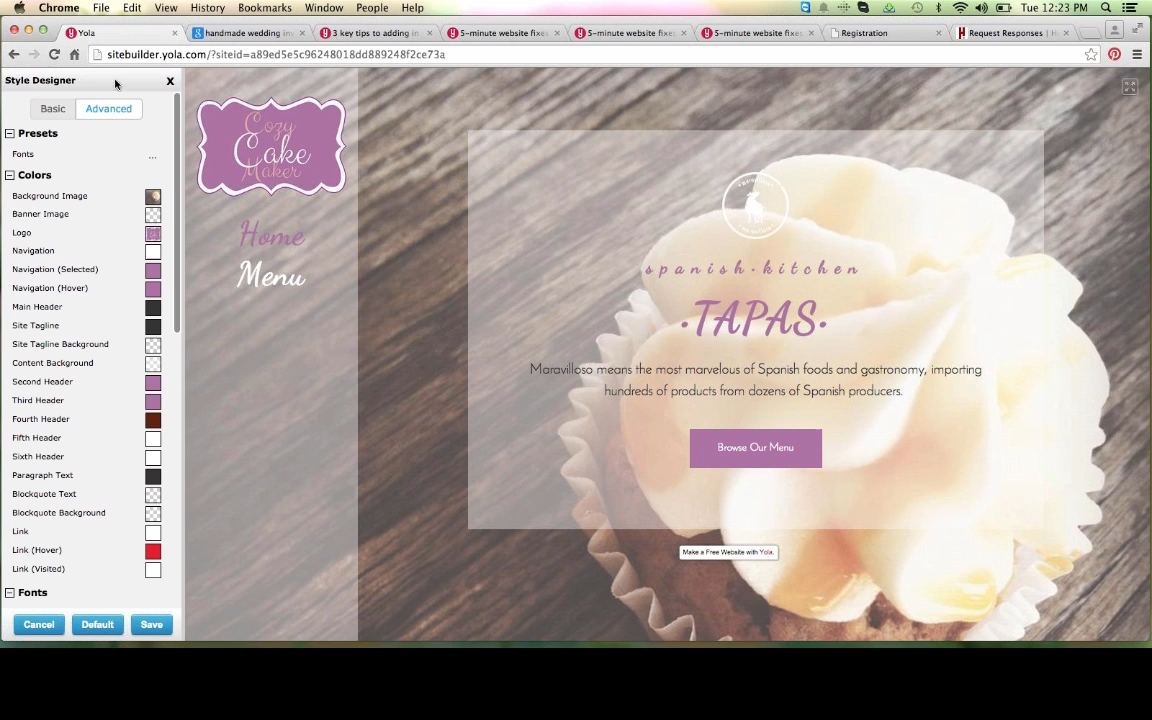 Chrome File Edit View History Bookmarks Window People Help Tue 12:23 PM
Yola
handmade wedding inv
3 key tips to adding in
5-minute website fixes
5-minute website fixes
5-minute website fixes
Registration
Request Responses | H
sitebuilder.yola.com/?siteid=a89ed5e5c96248018dd889248f2ce73a
Style Designer X
Basic Advanced
Presets
Fonts ...
Colors
Background Image
Banner Image
Logo
Navigation
Navigation (Selected)
Navigation (Hover)
Main Header
Site Tagline
Site Tagline Background
Content Background
Second Header
Third Header
Fourth Header
Fifth Header
Sixth Header
Paragraph Text
Blockquote Text
Blockquote Background
Link
Link (Hover)
Link (Visited)
Fonts
Cancel Default Save
Cozy
Cake
Maker
Home
Menu
spanish·kitchen
·TAPAS·
Maravilloso means the most marvelous of Spanish foods and gastronomy, importing
hundreds of products from dozens of Spanish producers.
Browse Our Menu
Make a Free Website with Yola.